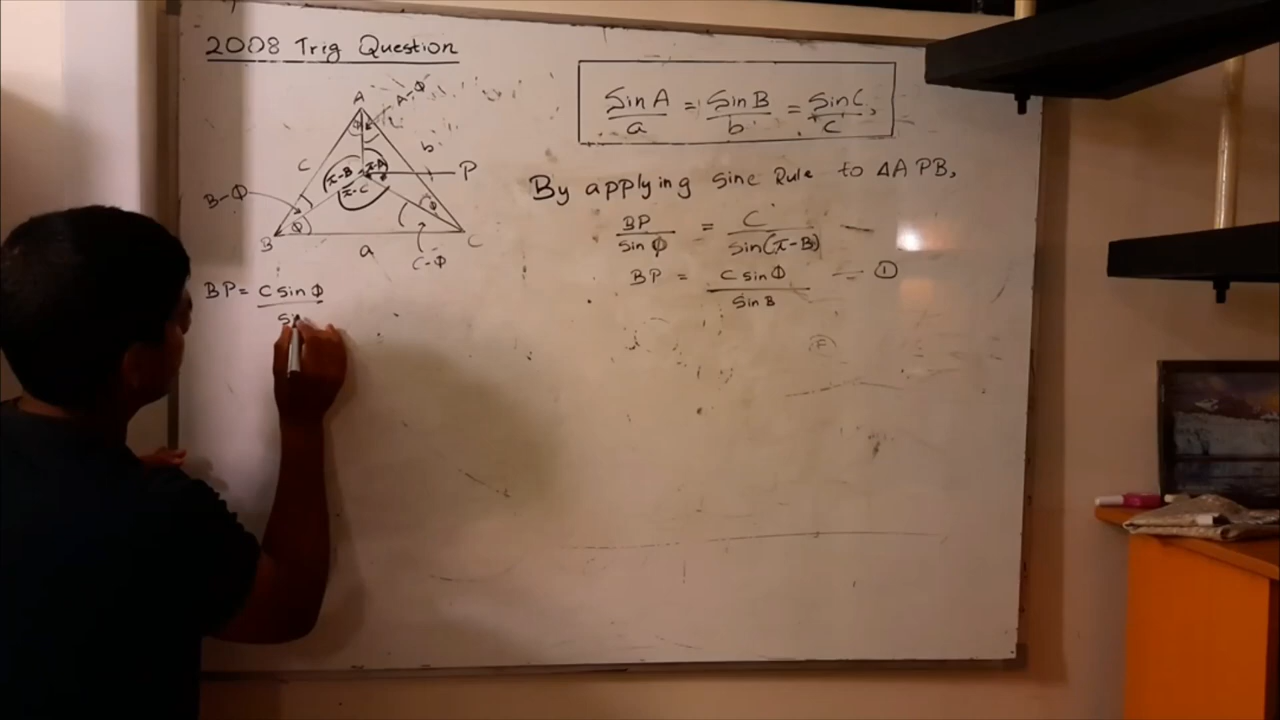 2008 Trig Question
A
A-Φ
Φ
c
b
π-B
π-A
π-C
P
B-Φ
Φ
Φ
B
a
C
C-Φ
BP = C Sin Φ
Si
Sin A/a = Sin B/b = Sin C/c,
By applying Sine Rule to ΔAPB,
BP/Sin Φ = C/Sin(π-B) —
BP = C Sin Φ/Sin B — ①